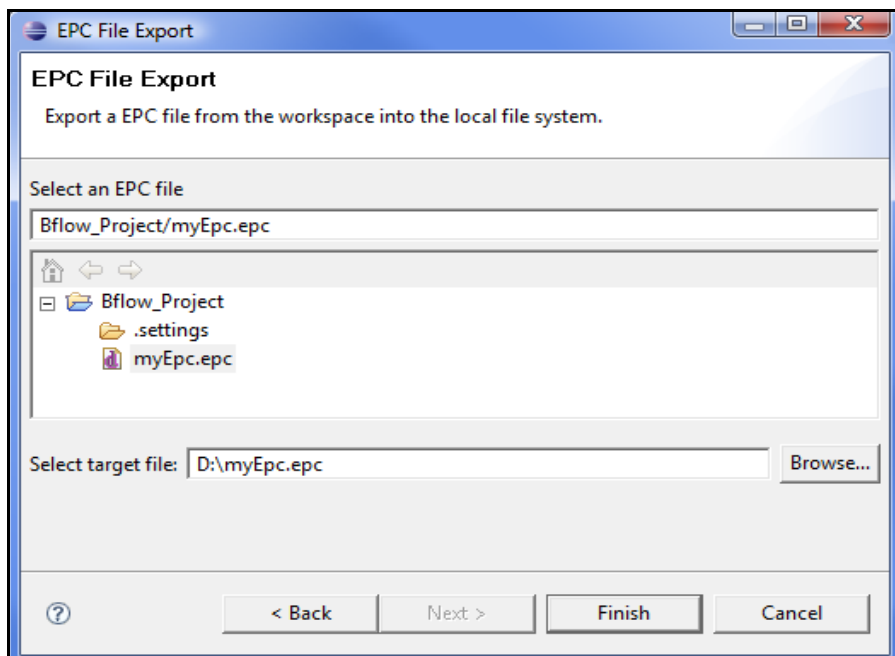 EPC File Export
EPC File Export
Export a EPC file from the workspace into the local file system.
Select an EPC file
Bflow_Project/myEpc.epc
Bflow_Project
.settings
myEpc.epc
Select target file: D:\myEpc.epc Browse...
< Back Next > Finish Cancel